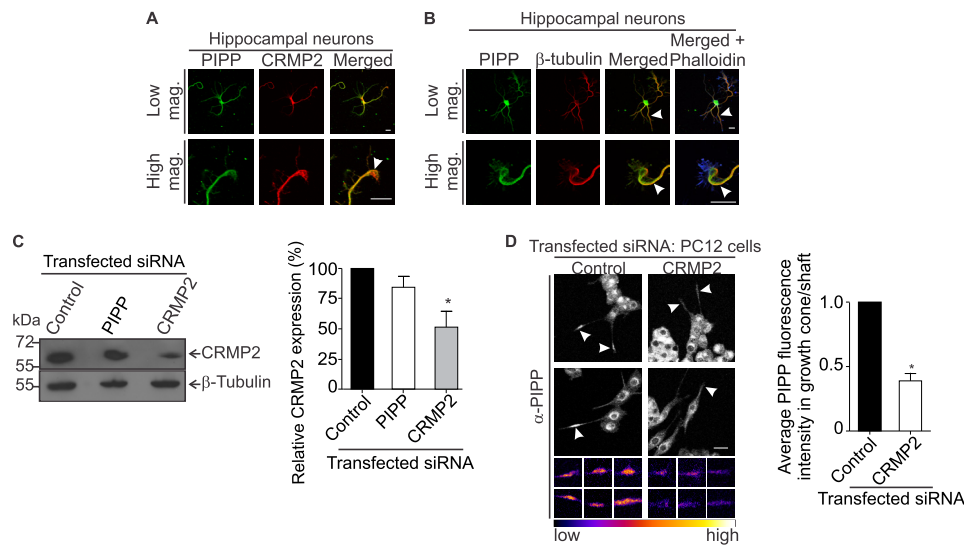 A
Hippocampal neurons
PIPP CRMP2 Merged
Low mag.
High mag.
B
Hippocampal neurons
PIPP β-tubulin Merged Merged + Phalloidin
Low mag.
High mag.
C
Transfected siRNA
Control PIPP CRMP2
kDa
72
55
CRMP2
55
β-Tubulin
Relative CRMP2 expression (%)
100
75
50
25
0
*
Control PIPP CRMP2
Transfected siRNA
D
Transfected siRNA: PC12 cells
Control CRMP2
α-PIPP
low high
Average PIPP fluorescence
intensity in growth cone/shaft
1.0
0.5
0
*
Control CRMP2
Transfected siRNA